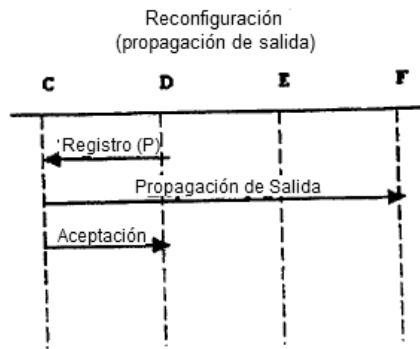 Reconfiguración
(propagación de salida)
C D E F
Registro (P)
Propagación de Salida
Aceptación